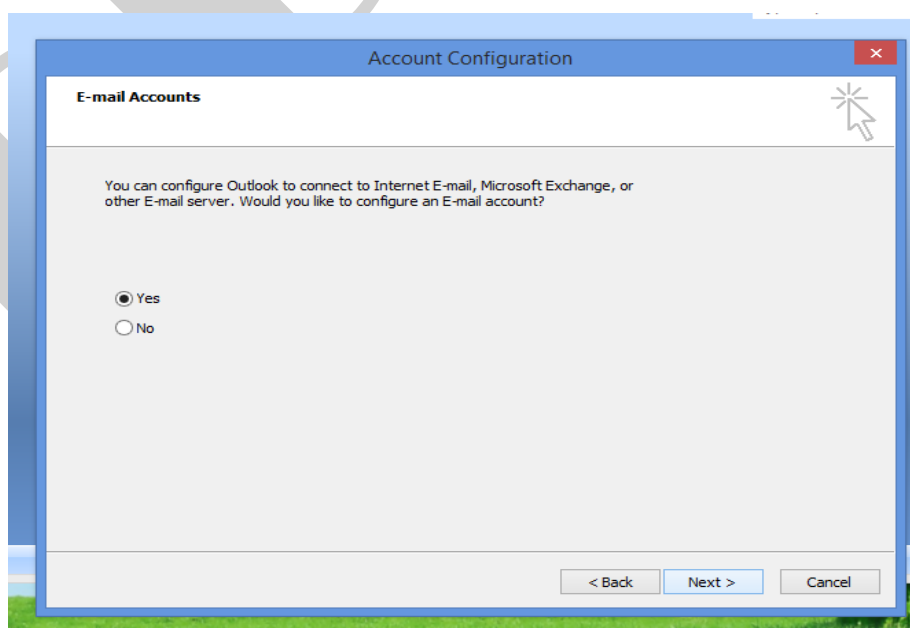 Account Configuration
E-mail Accounts
You can configure Outlook to connect to Internet E-mail, Microsoft Exchange, or
other E-mail server. Would you like to configure an E-mail account?
Yes
No
< Back Next > Cancel